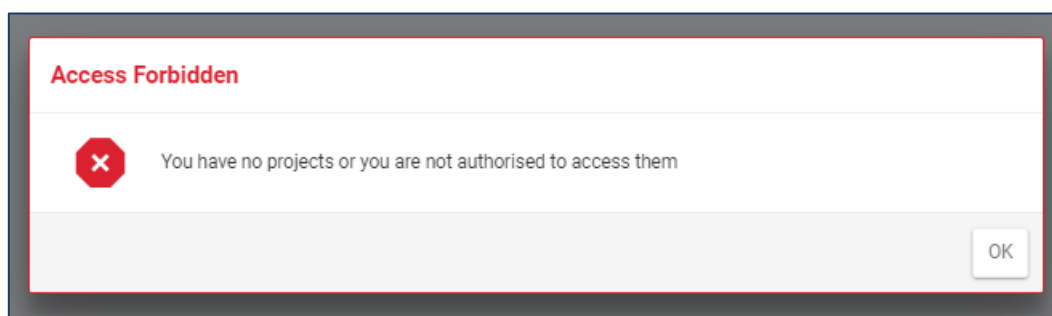 Access Forbidden
You have no projects or you are not authorised to access them
OK